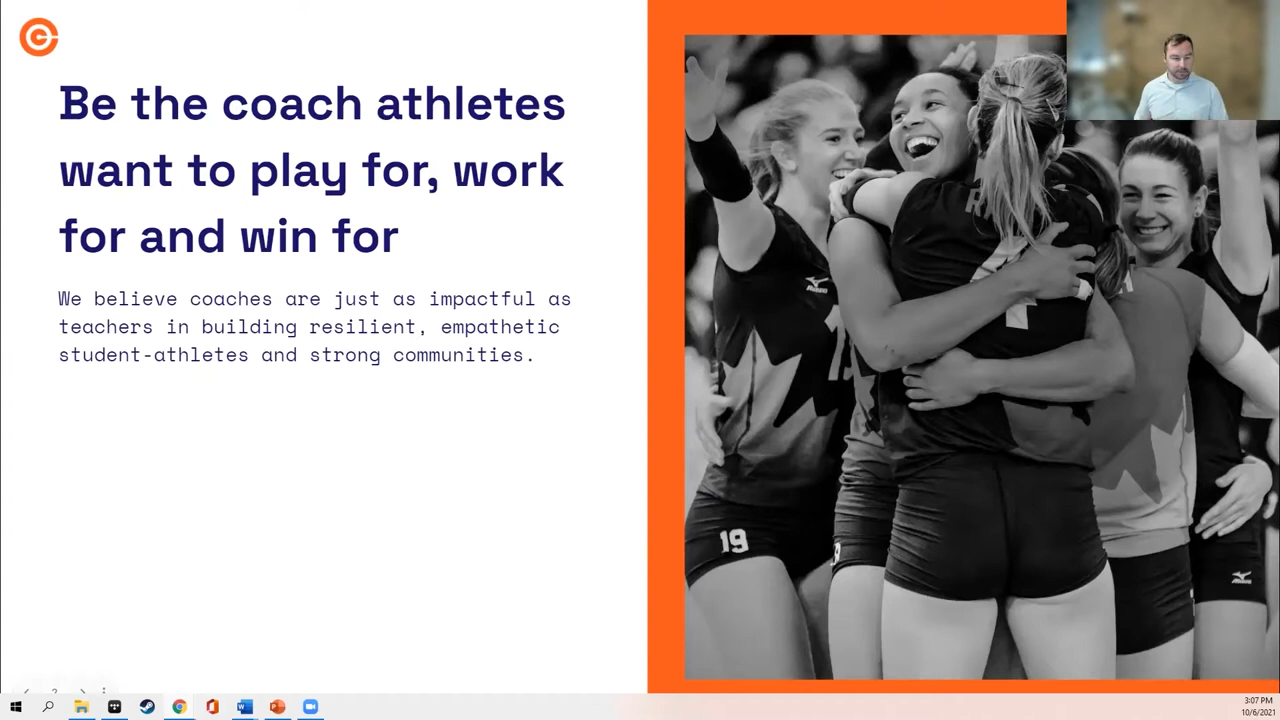 Be the coach athletes
want to play for, work
for and win for
We believe coaches are just as impactful as
teachers in building resilient, empathetic
student-athletes and strong communities.
19
3:07 PM
10/6/2021